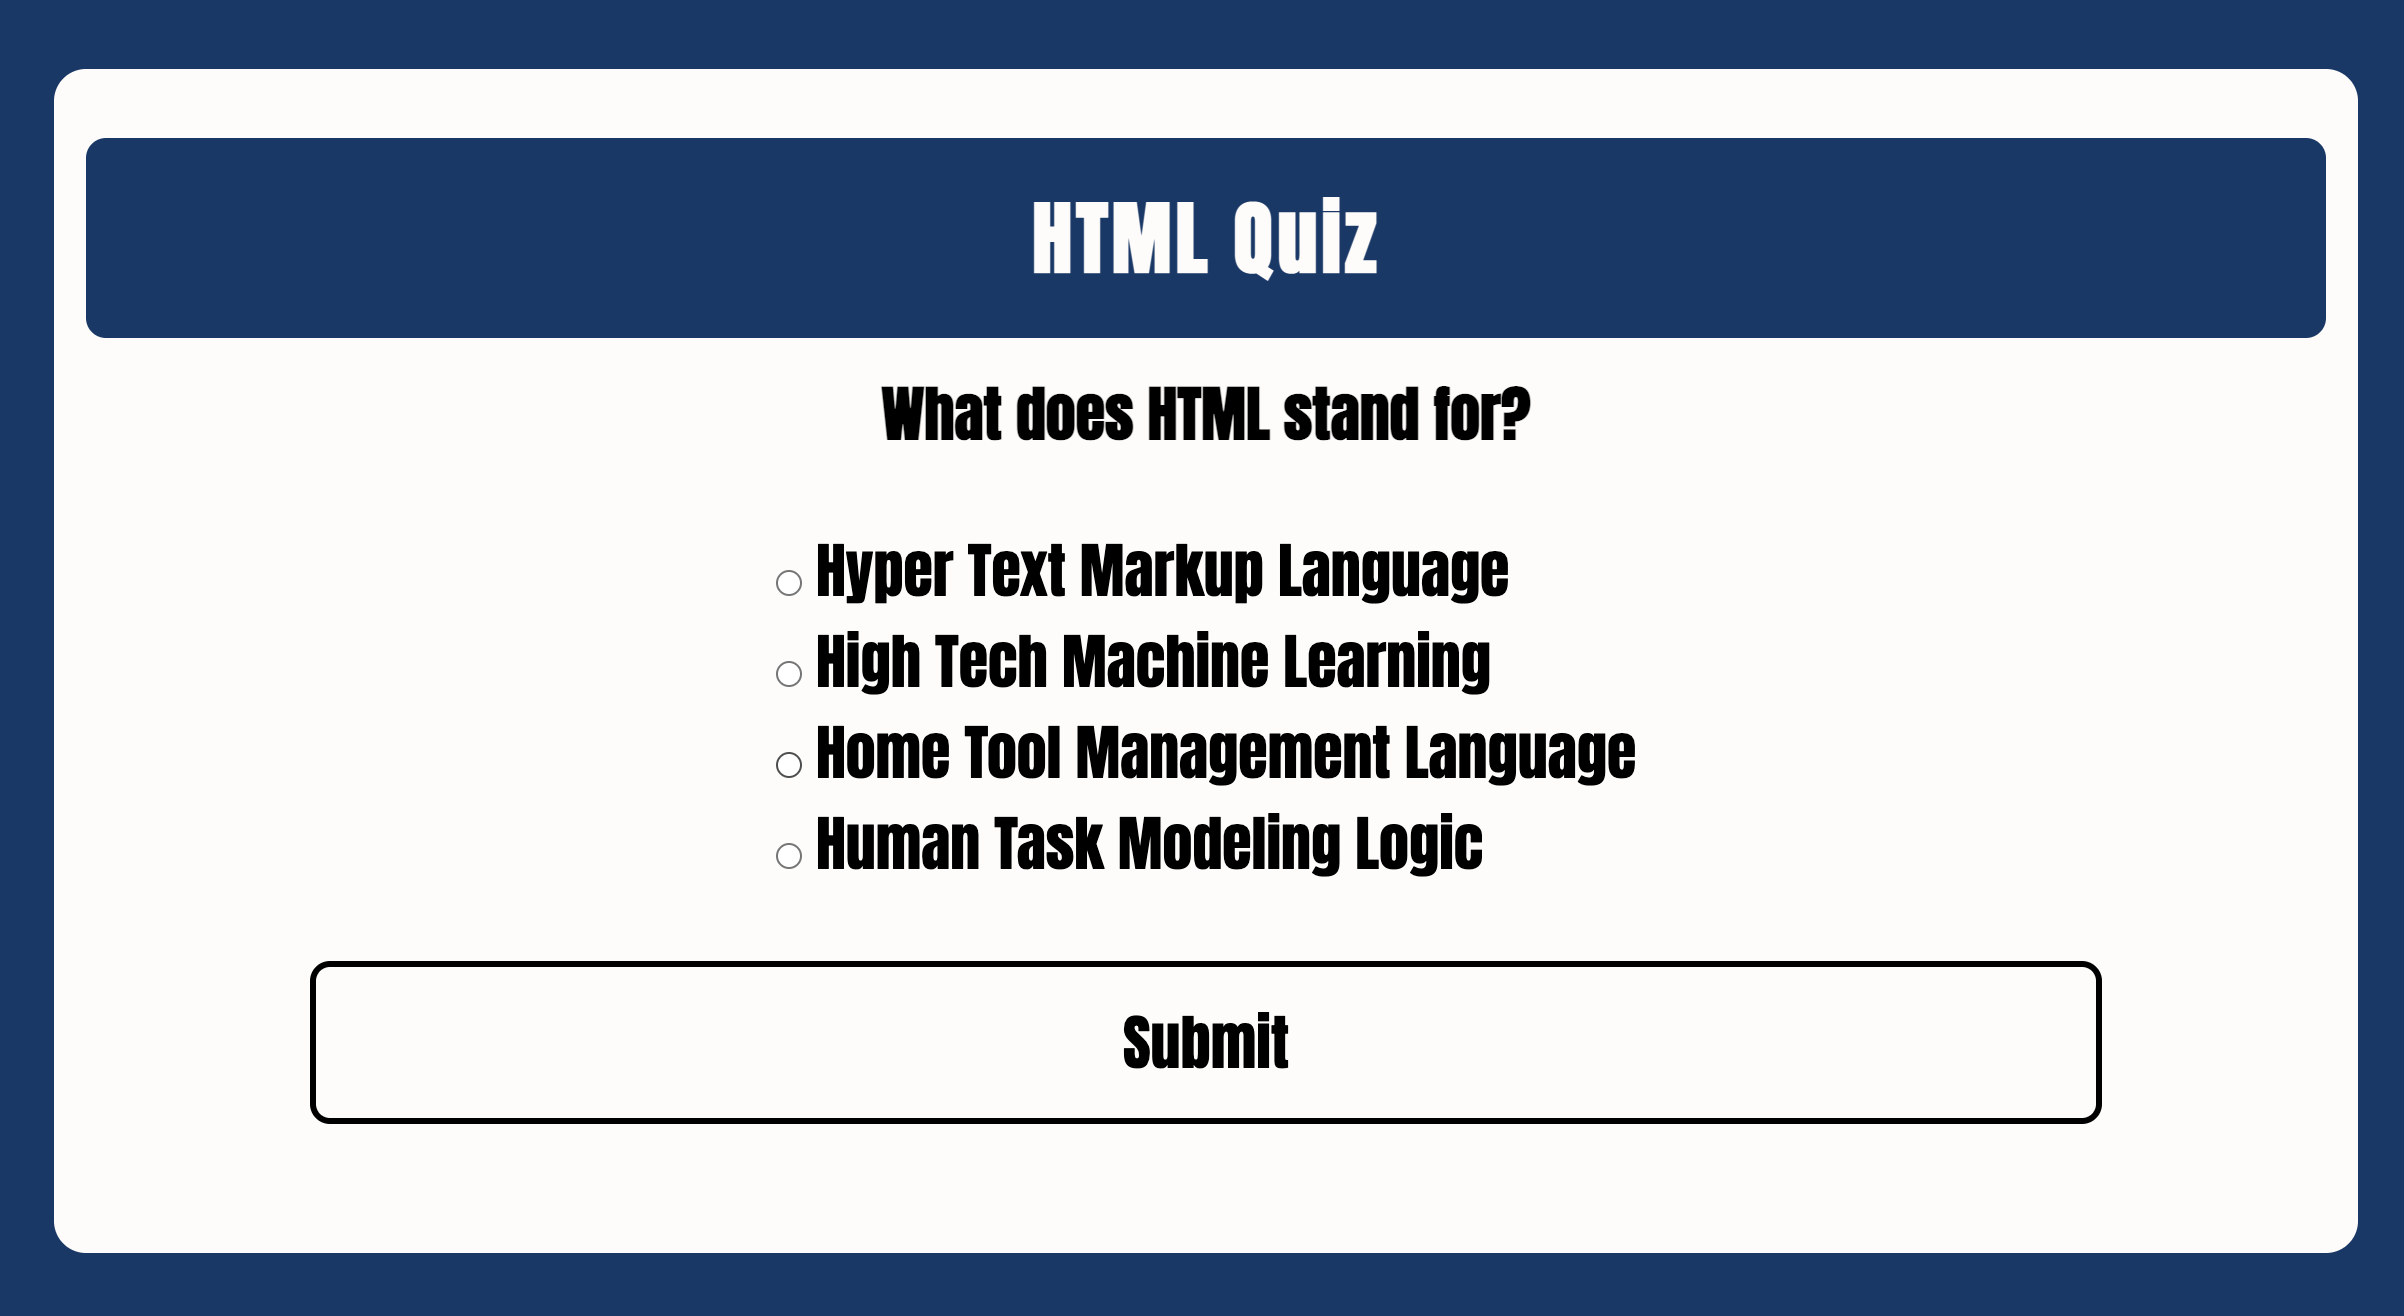 HTML Quiz
What does HTML stand for?
Hyper Text Markup Language
High Tech Machine Learning
Home Tool Management Language
Human Task Modeling Logic
Submit